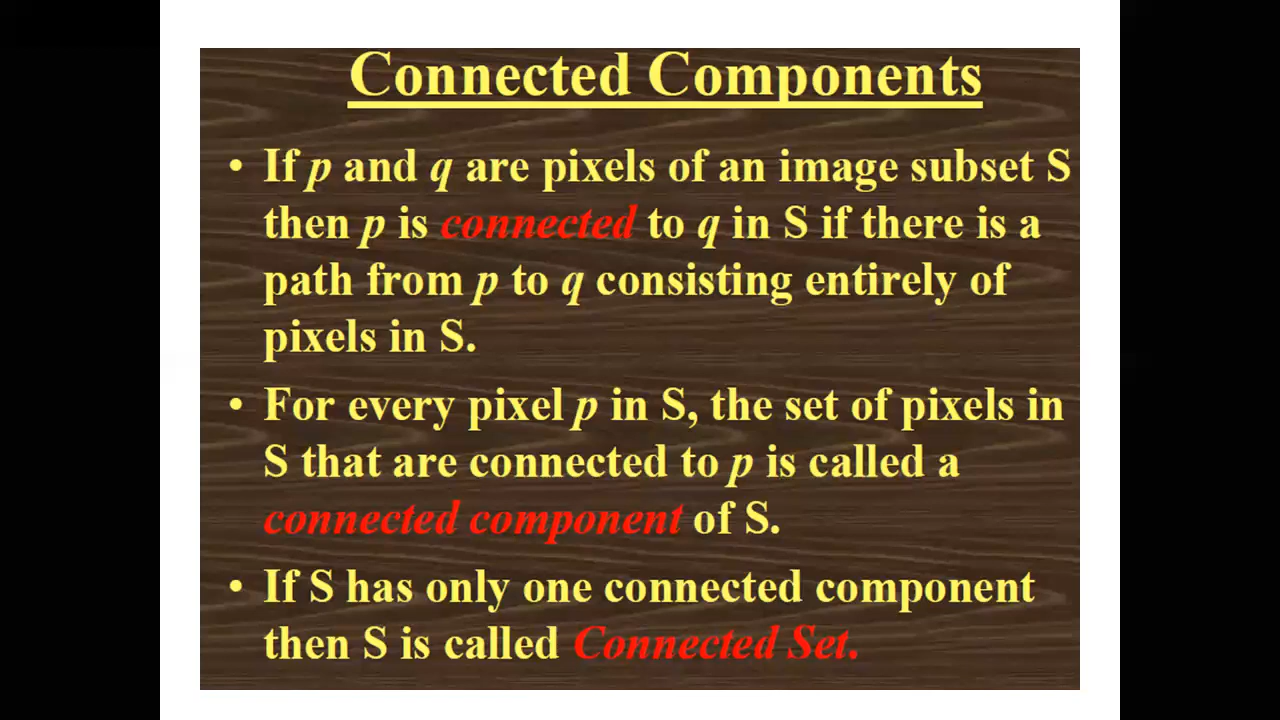 Connected Components
• If p and q are pixels of an image subset S
then p is connected to q in S if there is a
path from p to q consisting entirely of
pixels in S.
• For every pixel p in S, the set of pixels in
S that are connected to p is called a
connected component of S.
• If S has only one connected component
then S is called Connected Set.